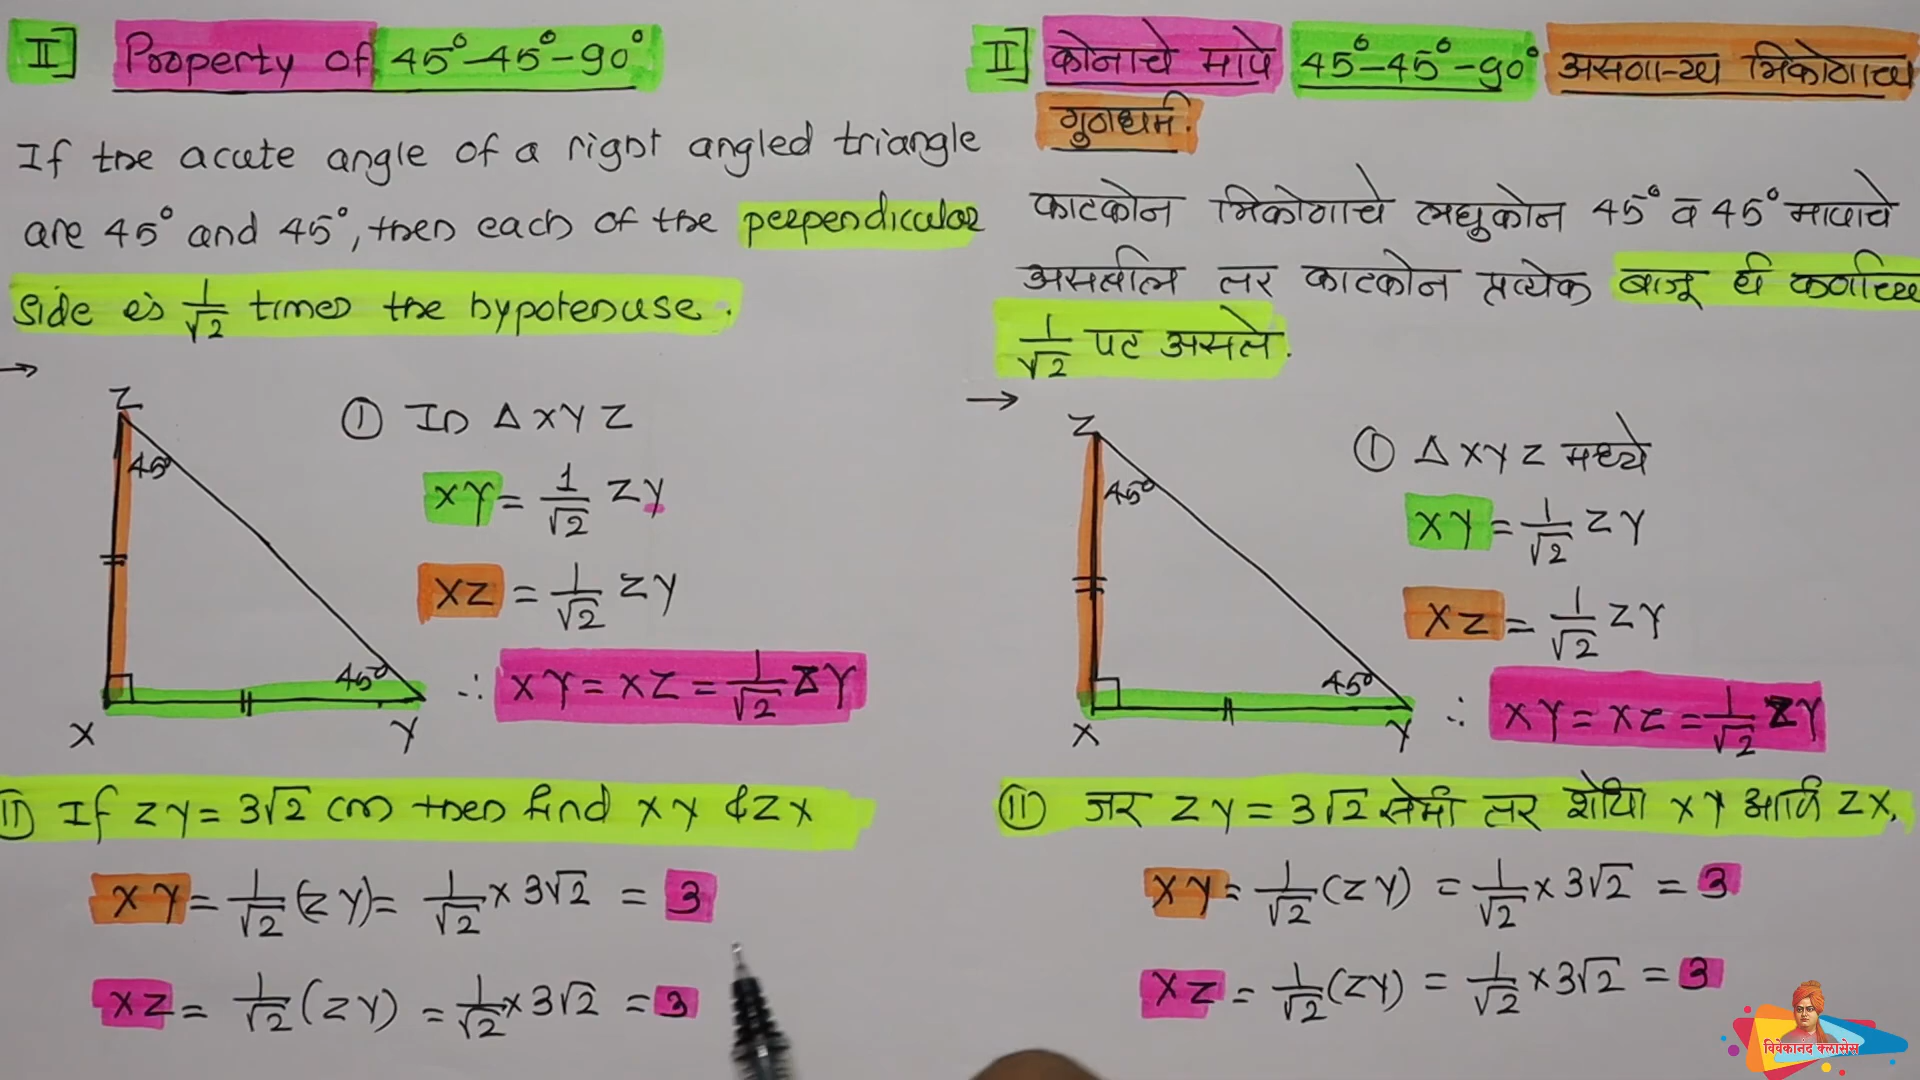 II] Property of 45°-45°-90°
If the acute angle of a right angled triangle
are 45° and 45°, then each of the perpendicular
side is 1/√2 times the hypotenuse.
→
Z
45°
45°
X
Y
① In Δ XYZ
XY = 1/√2 ZY
XZ = 1/√2 ZY
∴ XY = XZ = 1/√2 ZY
II) If ZY = 3√2 cm then find XY & ZX
XY = 1/√2 (ZY) = 1/√2 × 3√2 = 3
XZ = 1/√2 (ZY) = 1/√2 × 3√2 = 3
II] कोनाचे मापे 45°-45°-90° असणाऱ्या त्रिकोणाचा
गुणधर्म.
काटकोन त्रिकोणाचे लघुकोन 45° व 45° मापाचे
असतील तर काटकोन प्रत्येक बाजू ही कर्णाच्या
1/√2 पट असते.
→
Z
45°
45°
X
Y
① Δ XYZ मध्ये
XY = 1/√2 ZY
XZ = 1/√2 ZY
∴ XY = XZ = 1/√2 ZY
II) जर ZY = 3√2 सेमी तर शोधा XY आणि ZX.
XY = 1/√2 (ZY) = 1/√2 × 3√2 = 3
XZ = 1/√2 (ZY) = 1/√2 × 3√2 = 3
विवेकानंद क्लासेस